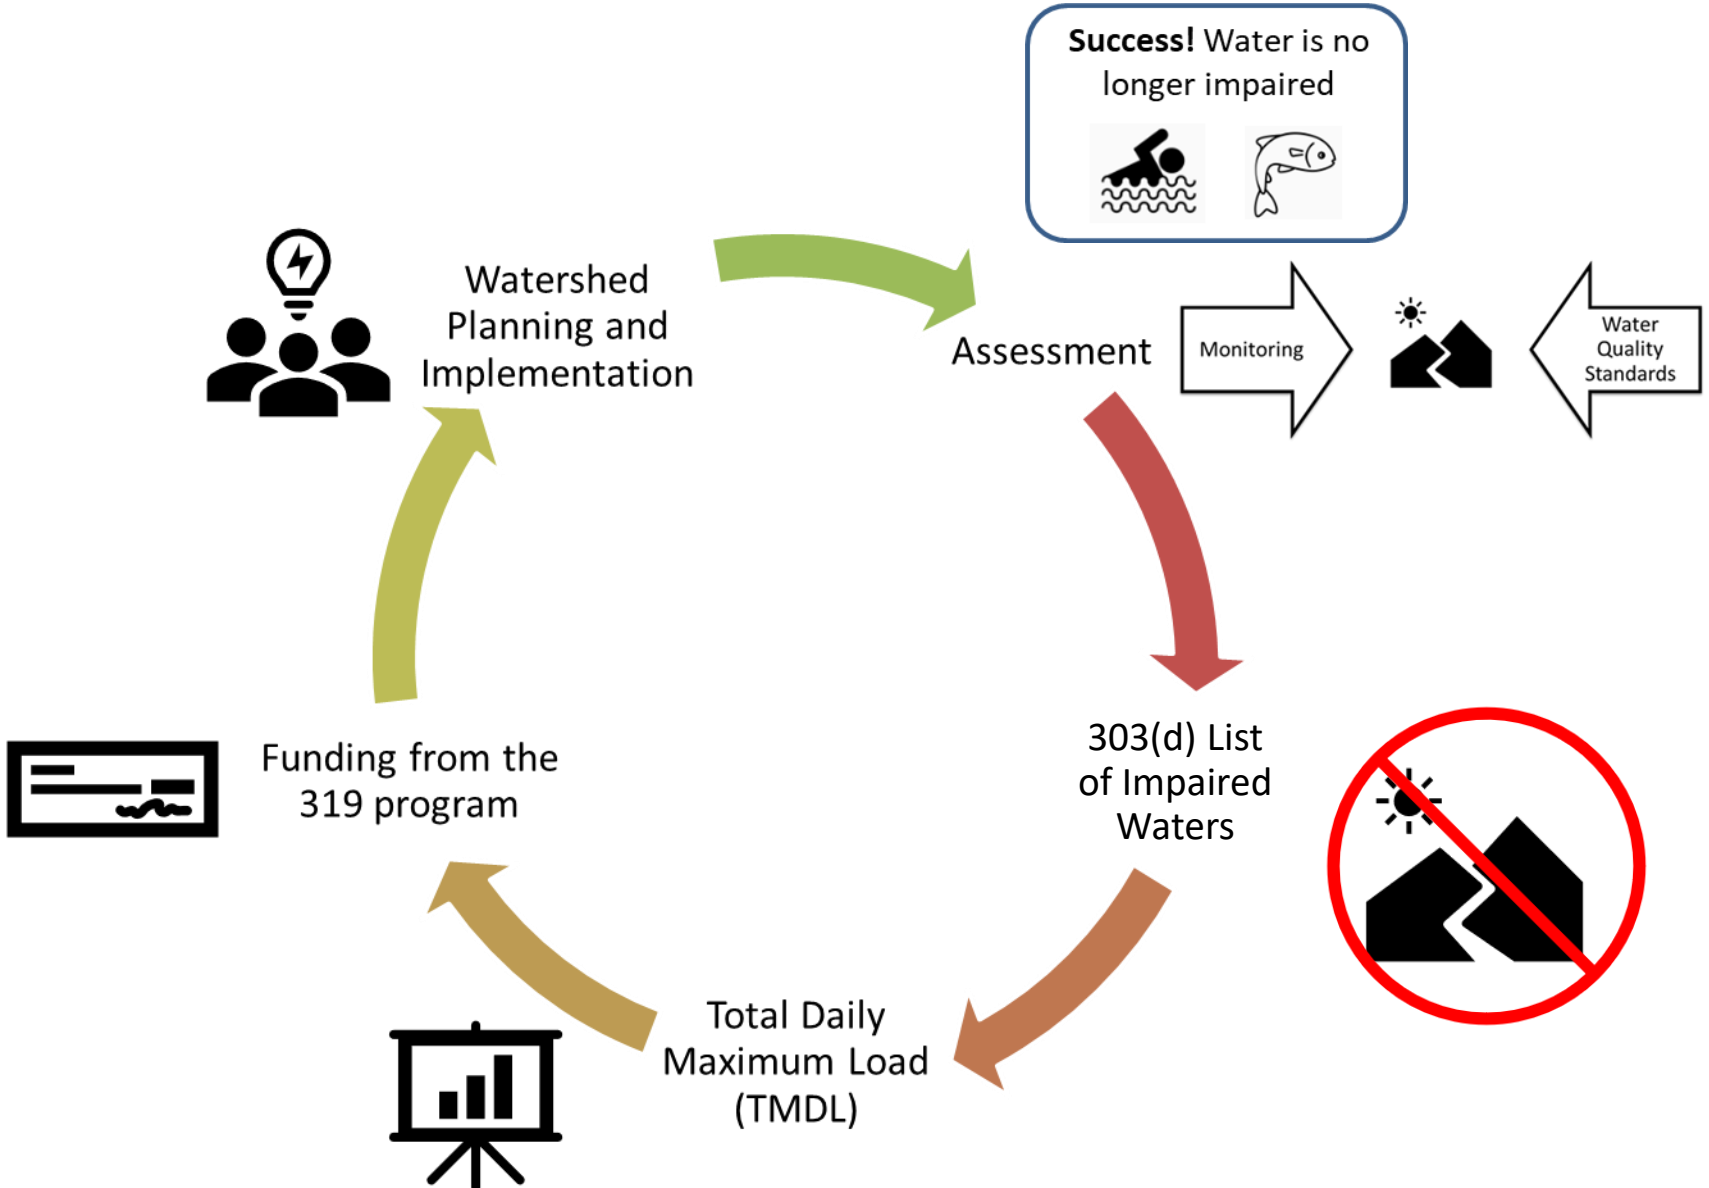 Success! Water is no
longer impaired
Watershed
Planning and
Implementation
Assessment
Monitoring
Water
Quality
Standards
303(d) List
of Impaired
Waters
Total Daily
Maximum Load
(TMDL)
Funding from the
319 program